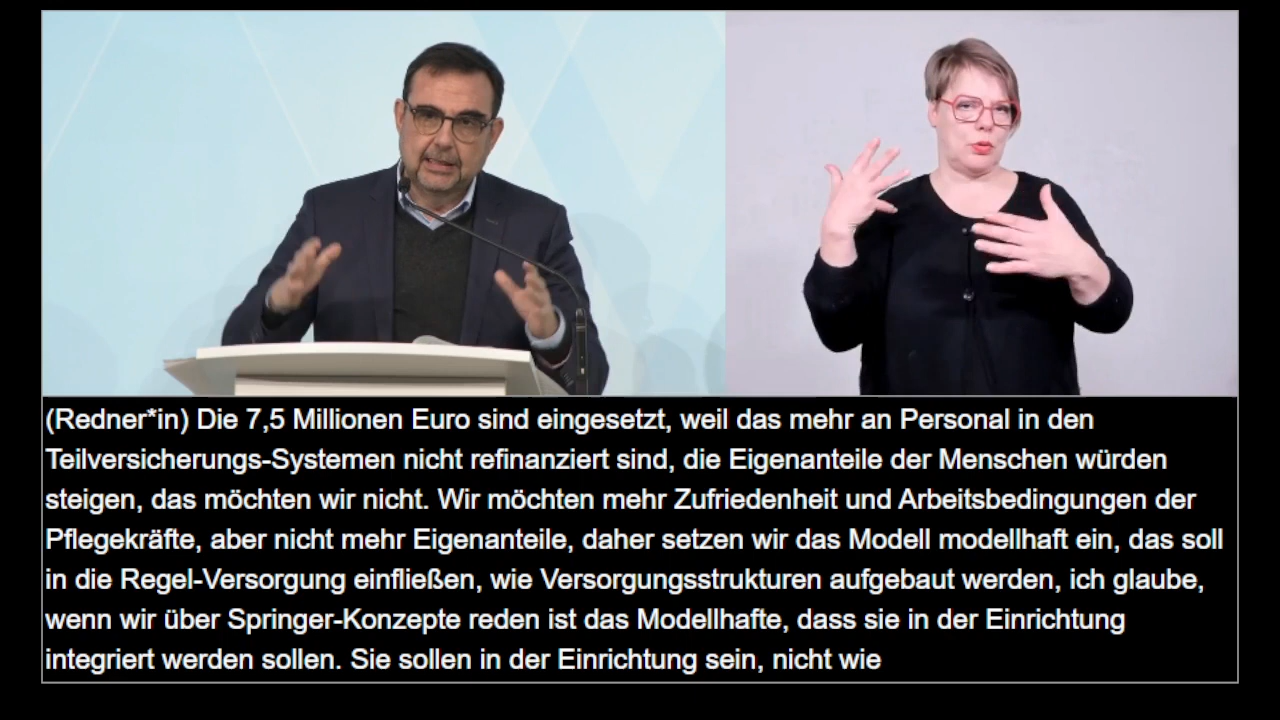 (Redner*in) Die 7,5 Millionen Euro sind eingesetzt, weil das mehr an Personal in den
Teilversicherungs-Systemen nicht refinanziert sind, die Eigenanteile der Menschen würden
steigen, das möchten wir nicht. Wir möchten mehr Zufriedenheit und Arbeitsbedingungen der
Pflegekräfte, aber nicht mehr Eigenanteile, daher setzen wir das Modell modellhaft ein, das soll
in die Regel-Versorgung einfließen, wie Versorgungsstrukturen aufgebaut werden, ich glaube,
wenn wir über Springer-Konzepte reden ist das Modellhafte, dass sie in der Einrichtung
integriert werden sollen. Sie sollen in der Einrichtung sein, nicht wie